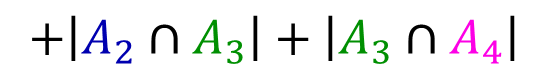 +|A₂ ∩ A₃| + |A₃ ∩ A₄|